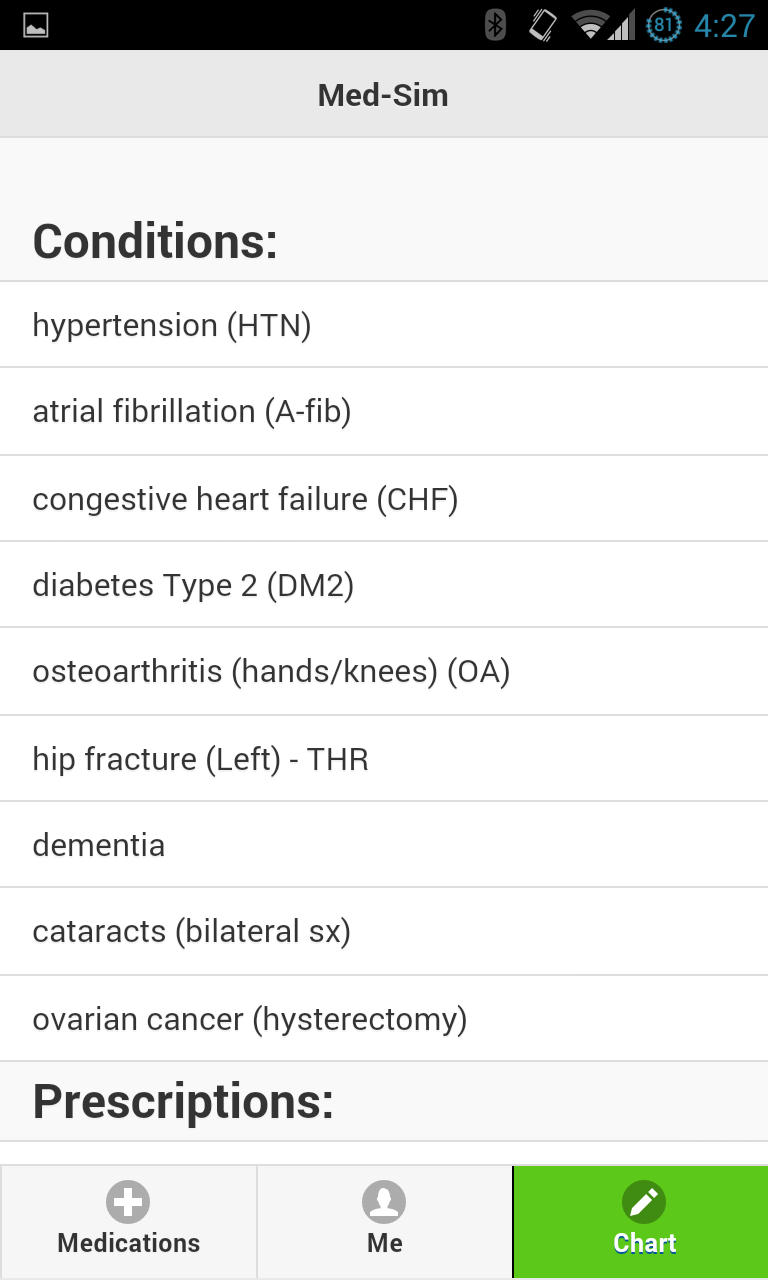 81 4:27
Med-Sim
Conditions:
hypertension (HTN)
atrial fibrillation (A-fib)
congestive heart failure (CHF)
diabetes Type 2 (DM2)
osteoarthritis (hands/knees) (OA)
hip fracture (Left) - THR
dementia
cataracts (bilateral sx)
ovarian cancer (hysterectomy)
Prescriptions:
Medications Me Chart